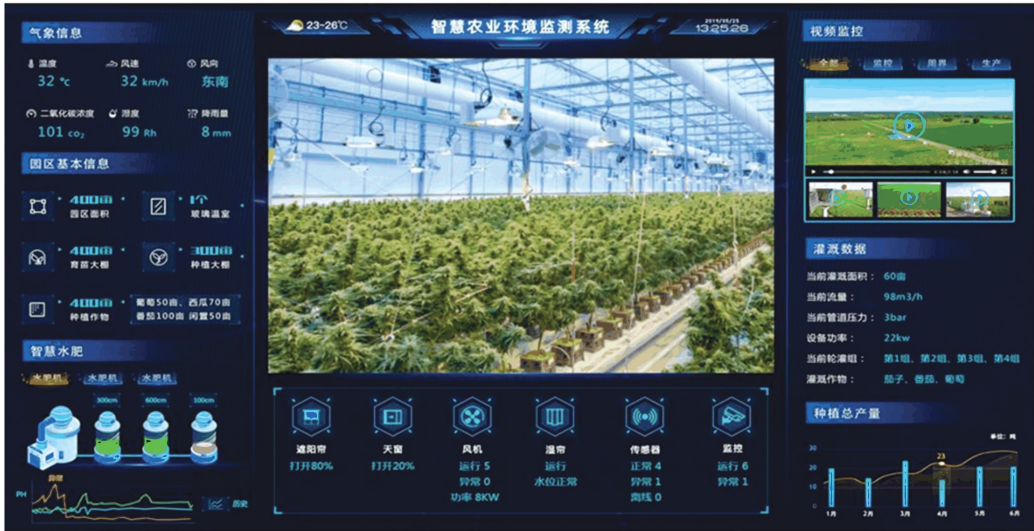 23~26℃
智慧农业环境监测系统
13:25:26
气象信息
温度
风速
风向
32 ℃
32 km/h
东南
二氧化碳浓度
湿度
降雨量
101 co₂
99 Rh
8 mm
园区基本信息
400亩
园区面积
1个
玻璃温室
400亩
育苗大棚
300亩
种植大棚
400亩
种植作物
葡萄50亩、西瓜70亩
番茄100亩 闲置50亩
智慧水肥
水肥机
水肥机
水肥机
300cm
600cm
100cm
PH
历史
遮阳帘
打开80%
天窗
打开20%
风机
运行 5
异常 0
功率 8KW
湿帘
运行
水位正常
传感器
正常 4
异常 1
离线 0
监控
运行 6
异常 1
视频监控
全部
监控
周界
生产
灌溉数据
当前灌溉面积: 60亩
当前流量: 98m3/h
当前管道压力: 3bar
设备功率: 22kw
当前轮灌组: 第1组、第2组、第3组、第4组
灌溉作物: 茄子、番茄、葡萄
种植总产量
单位: 吨
30
20
10
0
23
1月
2月
3月
4月
5月
6月